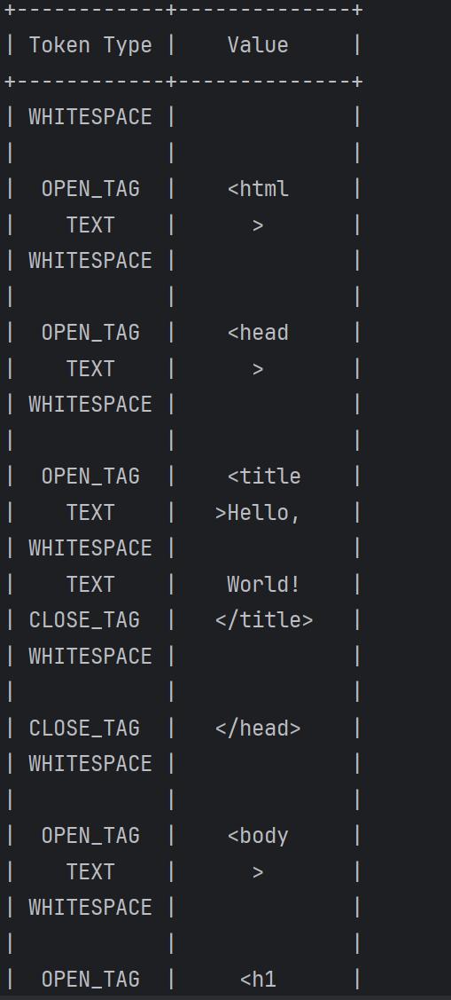 +------------+--------------+
| Token Type |    Value     |
+------------+--------------+
| WHITESPACE |              |
|            |              |
|  OPEN_TAG  |    <html     |
|    TEXT    |      >       |
| WHITESPACE |              |
|            |              |
|  OPEN_TAG  |    <head     |
|    TEXT    |      >       |
| WHITESPACE |              |
|            |              |
|  OPEN_TAG  |    <title    |
|    TEXT    |   >Hello,    |
| WHITESPACE |              |
|    TEXT    |    World!    |
| CLOSE_TAG  |   </title>   |
| WHITESPACE |              |
|            |              |
| CLOSE_TAG  |   </head>    |
| WHITESPACE |              |
|            |              |
|  OPEN_TAG  |    <body     |
|    TEXT    |      >       |
| WHITESPACE |              |
|            |              |
|  OPEN_TAG  |     <h1      |